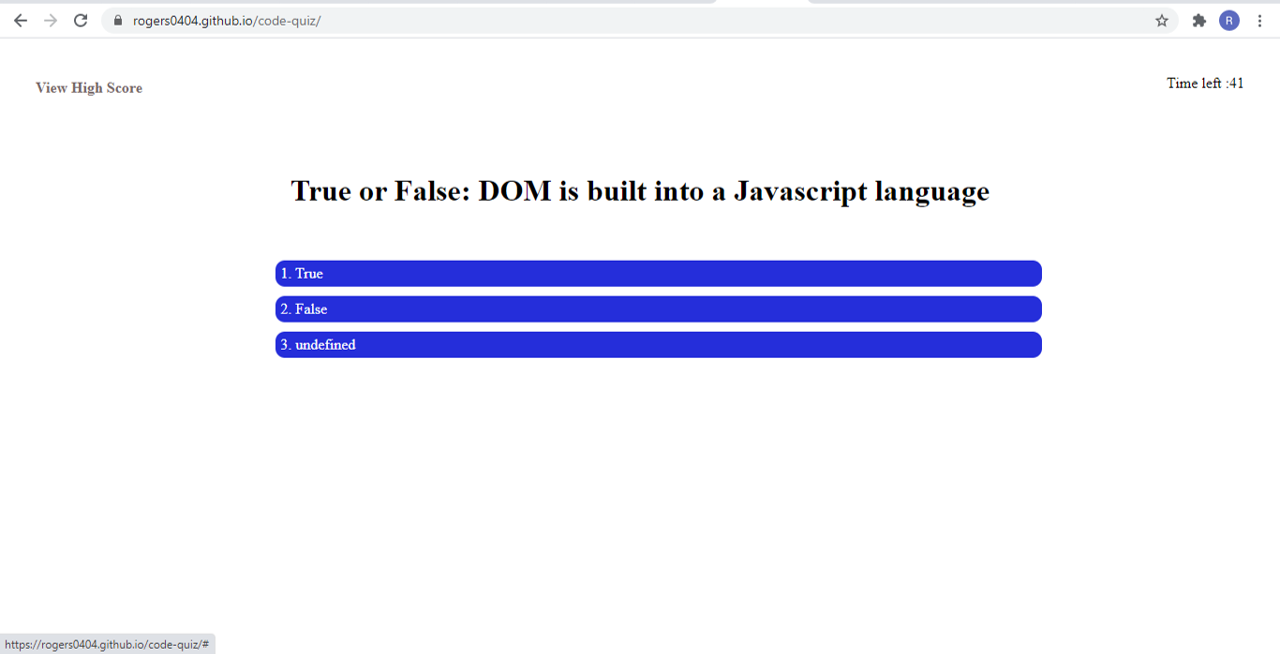 rogers0404.github.io/code-quiz/
R
View High Score
Time left :41
True or False: DOM is built into a Javascript language
1. True
2. False
3. undefined
https://rogers0404.github.io/code-quiz/#